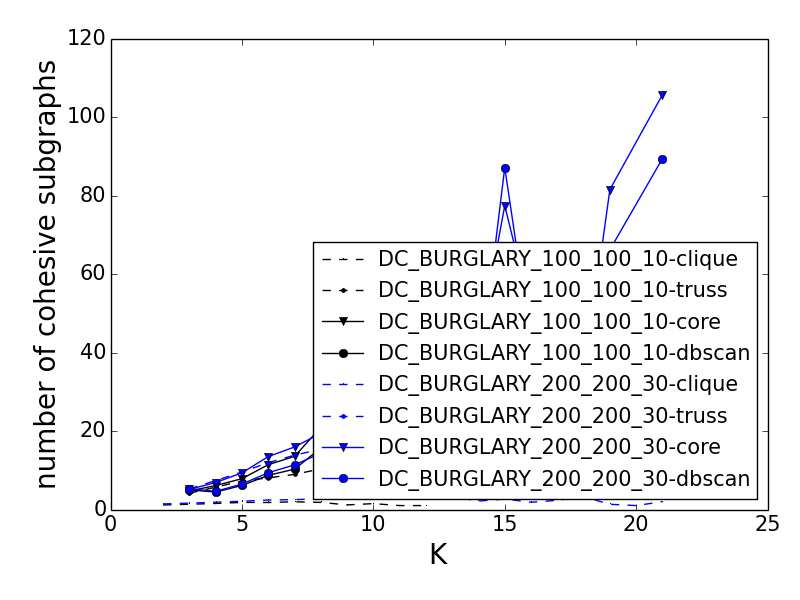 120
100
80
60
40
20
0
number of cohesive subgraphs
DC_BURGLARY_100_100_10-clique
DC_BURGLARY_100_100_10-truss
DC_BURGLARY_100_100_10-core
DC_BURGLARY_100_100_10-dbscan
DC_BURGLARY_200_200_30-clique
DC_BURGLARY_200_200_30-truss
DC_BURGLARY_200_200_30-core
DC_BURGLARY_200_200_30-dbscan
0 5 10 15 20 25
K